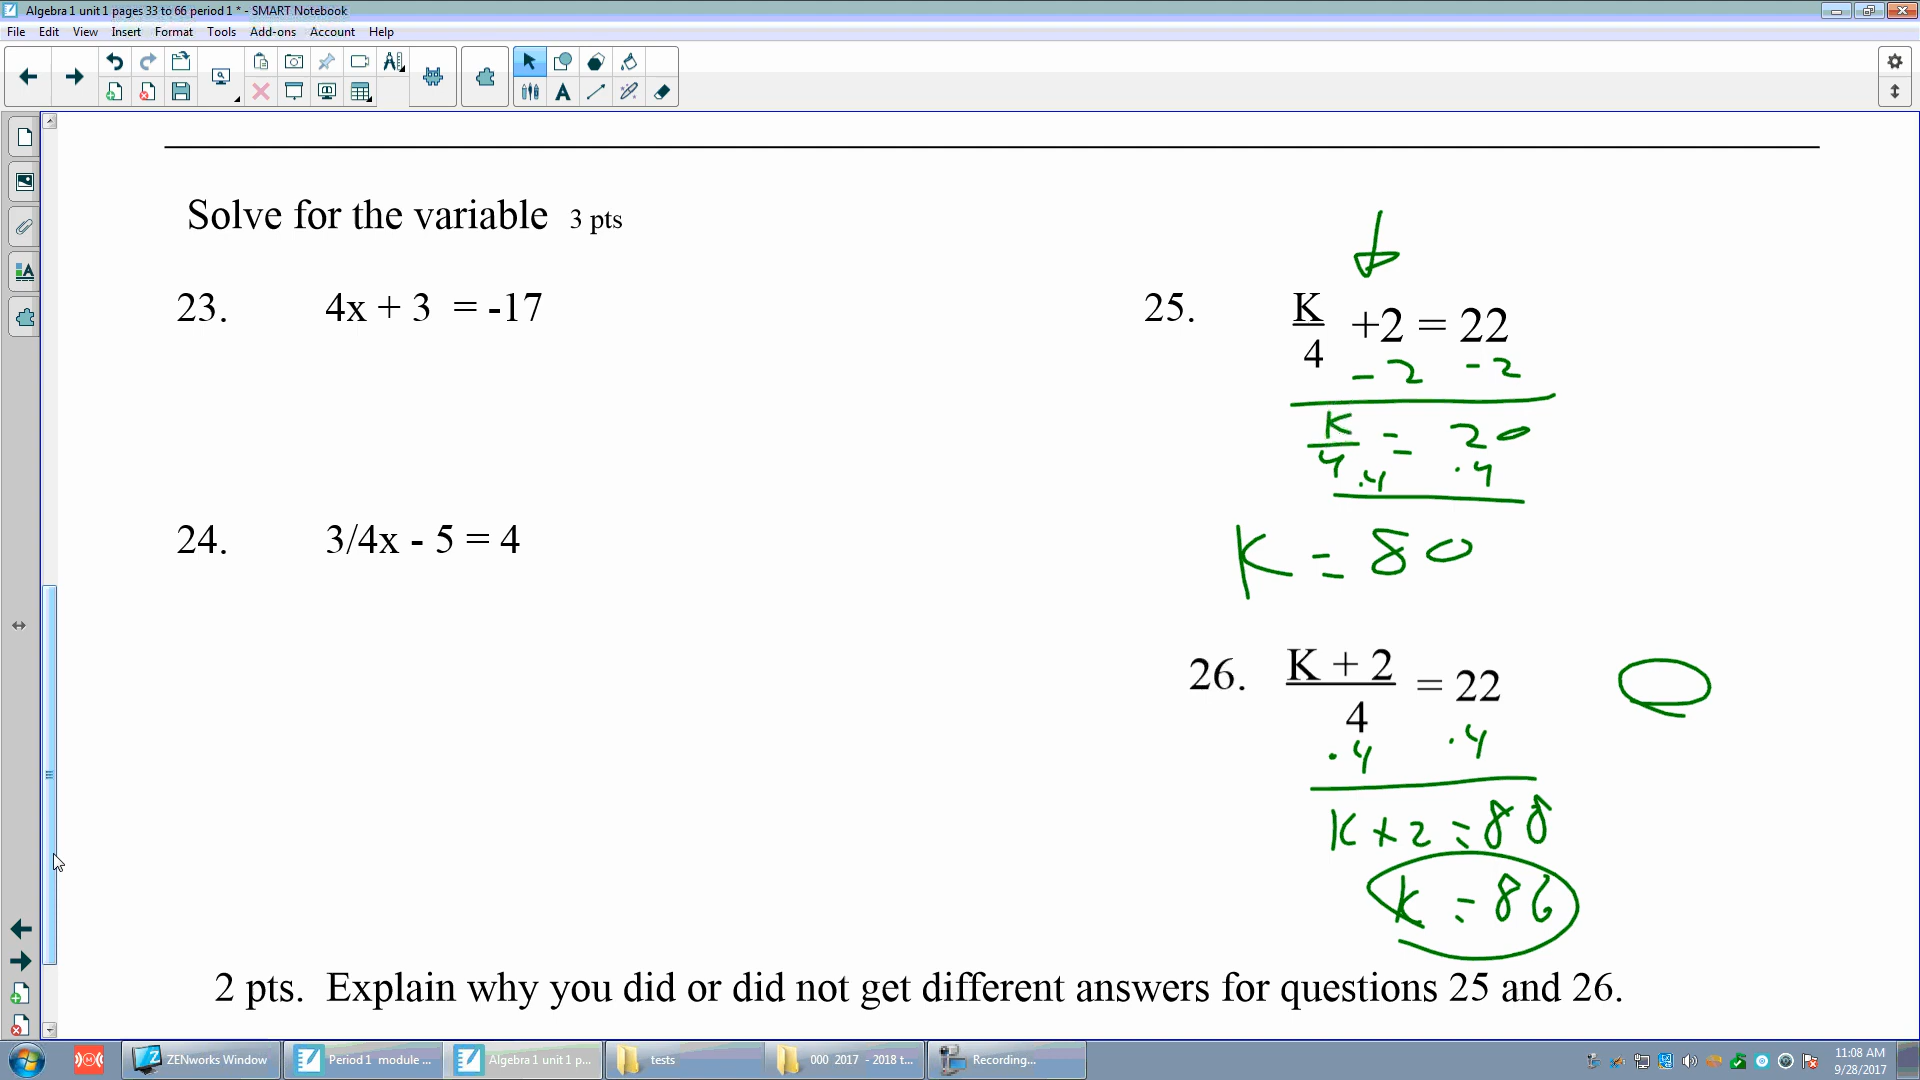 Algebra 1 unit 1 pages 33 to 66 period 1 * - SMART Notebook
File Edit View Insert Format Tools Add-ons Account Help
Solve for the variable 3 pts
23. 4x + 3 = -17
24. 3/4x - 5 = 4
25. K/4 +2 = 22
- 2 - 2
K/4 = 20
.4 .4
K = 80
26. K + 2/4 = 22
.4 .4
K + 2 = 88
K = 86
2 pts. Explain why you did or did not get different answers for questions 25 and 26.
ZENworks Window
Period 1 module ...
Algebra 1 unit 1 p...
tests
000 2017 - 2018 t...
Recording...
11:08 AM
9/28/2017